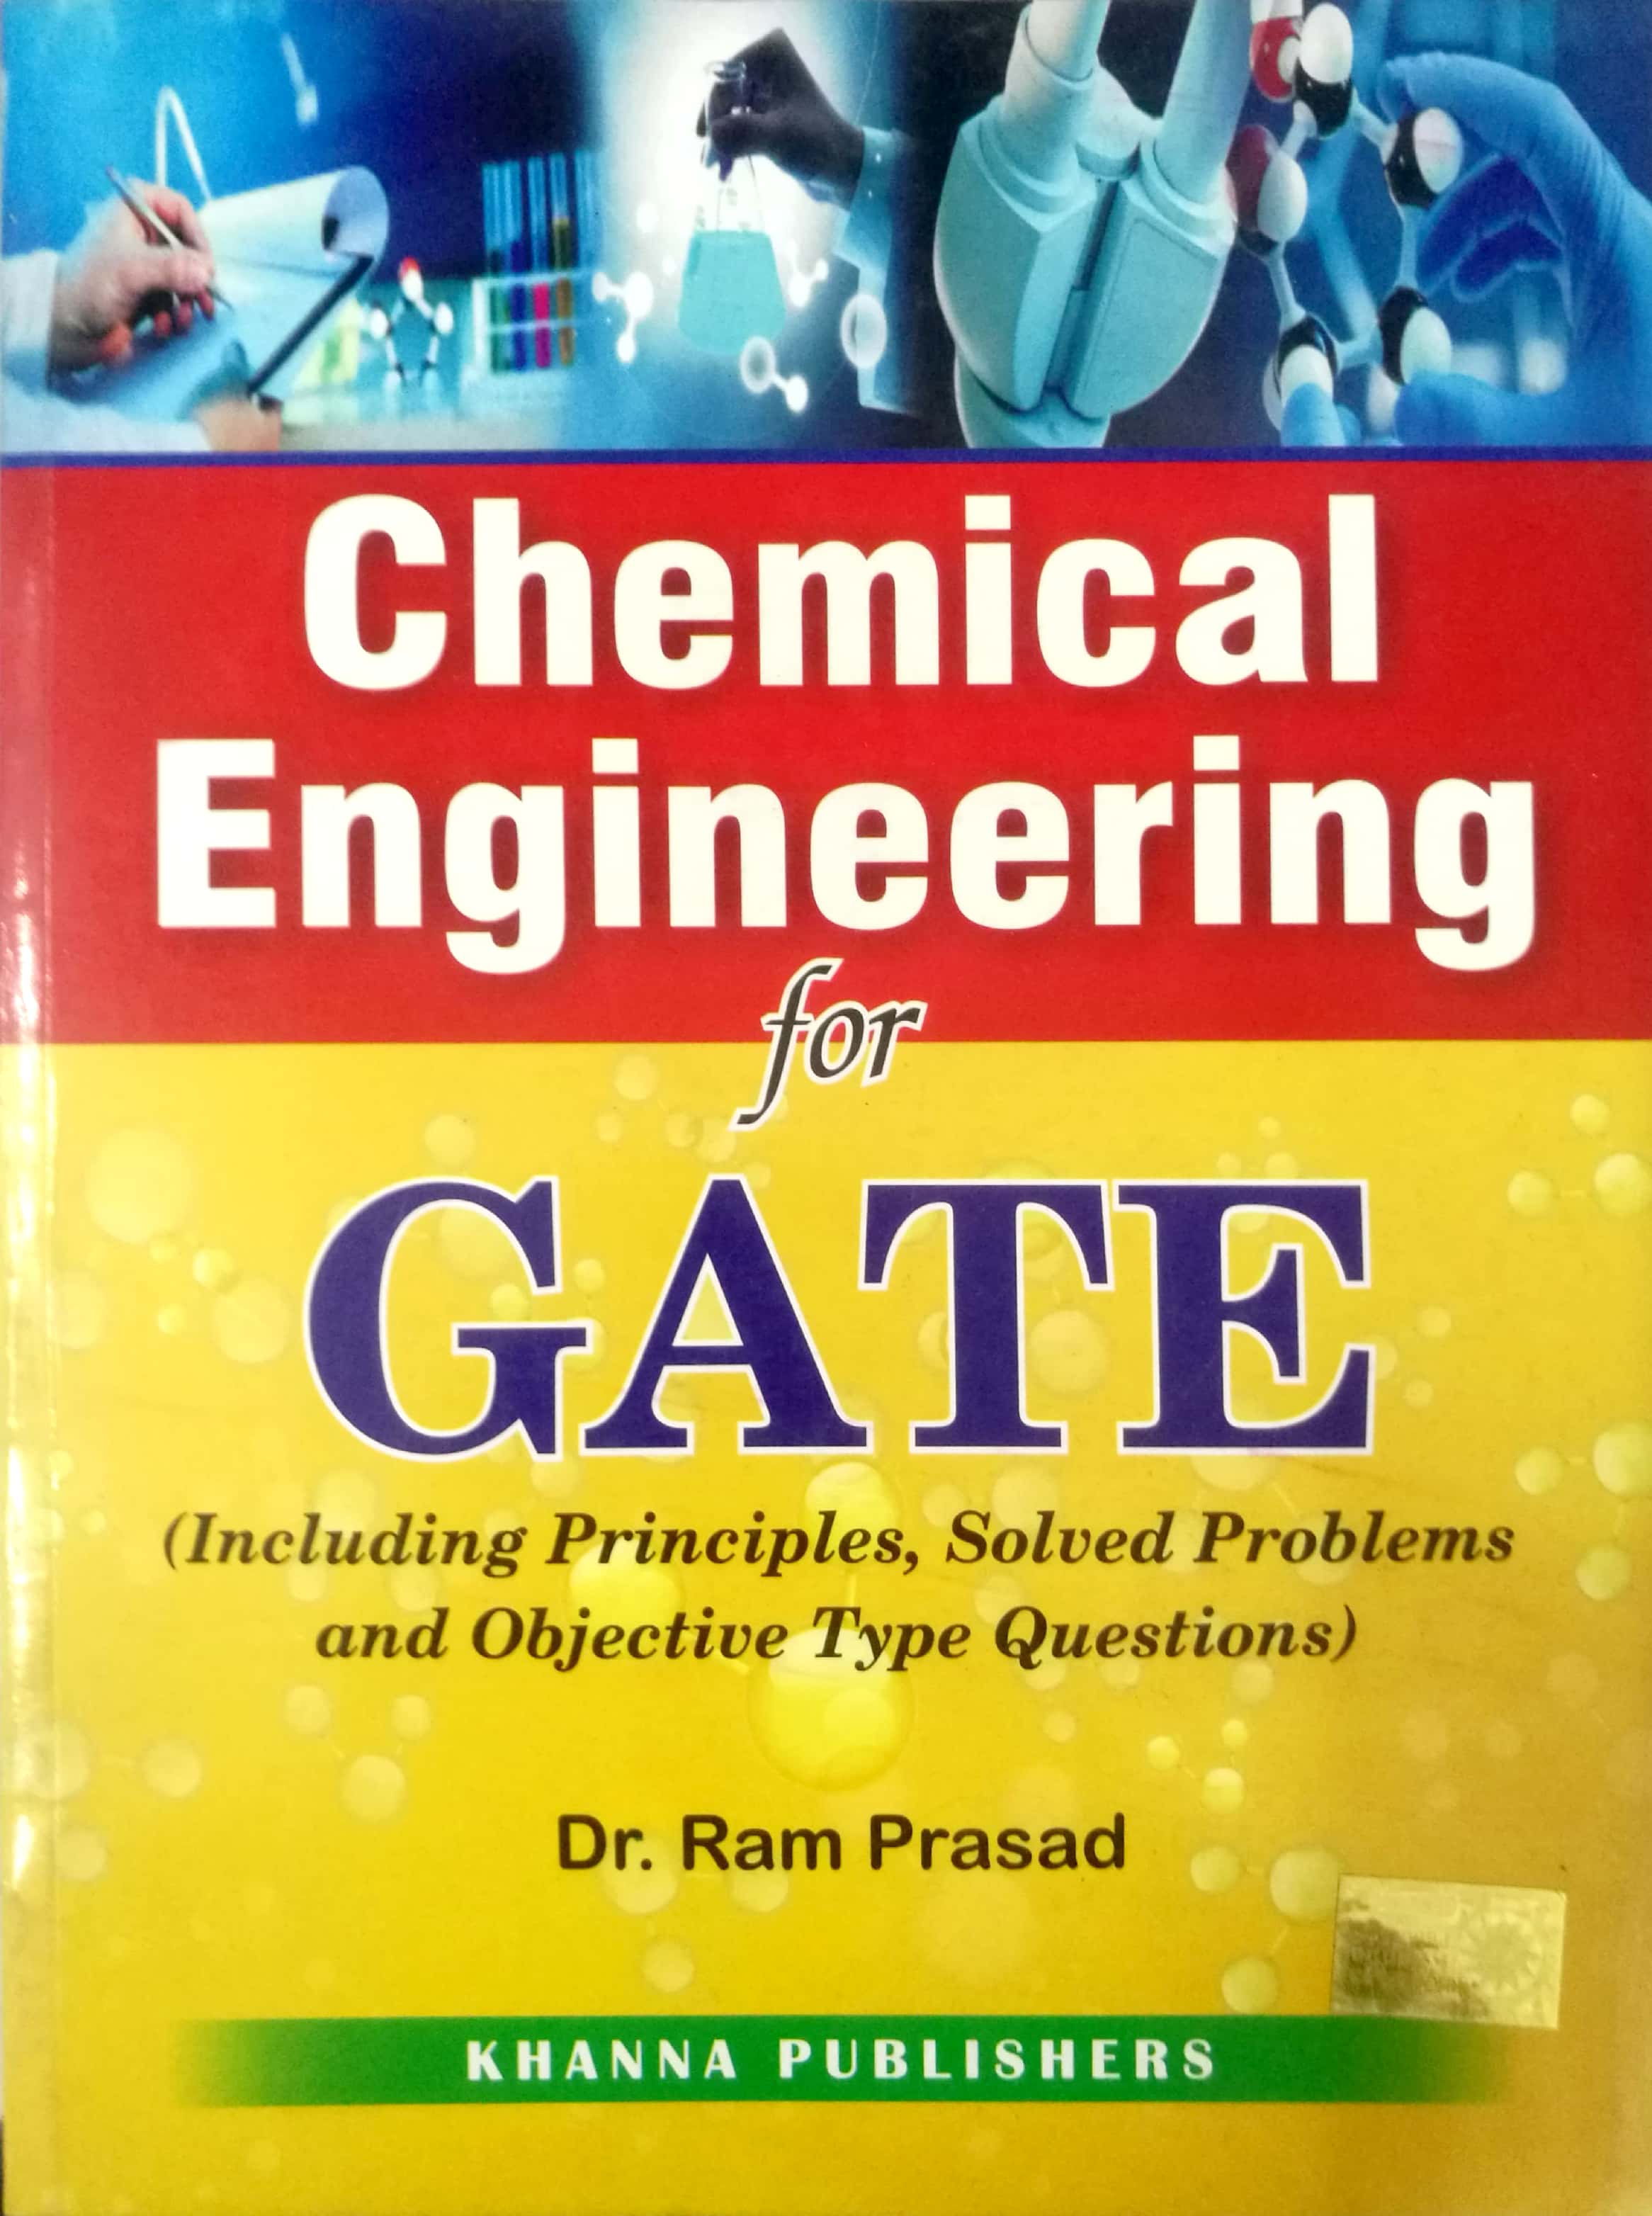 Chemical
Engineering
for
GATE
(Including Principles, Solved Problems
and Objective Type Questions)
Dr. Ram Prasad
KHANNA PUBLISHERS